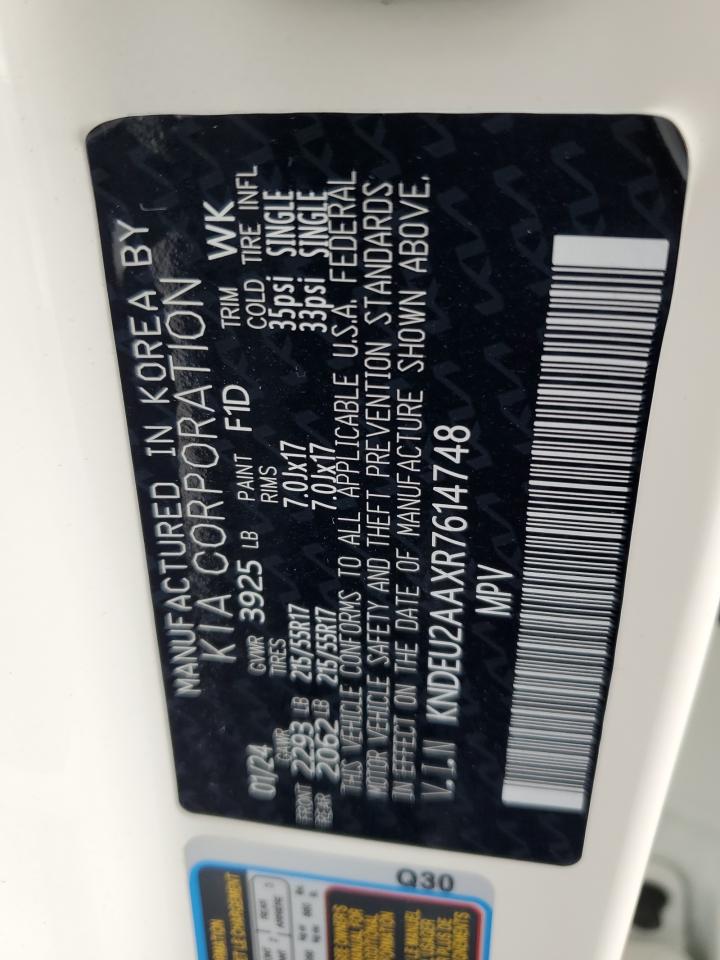 MANUFACTURED IN KOREA BY
KIA CORPORATION
01/24 GVWR 3925 LB PAINT F1D TRIM WK
GAWR TIRES RIMS COLD TIRE INFL
FRONT 2293 LB 215/55R17 7.0Jx17 35psi SINGLE
REAR 2062 LB 215/55R17 7.0Jx17 33psi SINGLE
THIS VEHICLE CONFORMS TO ALL APPLICABLE U.S.A. FEDERAL
MOTOR VEHICLE SAFETY AND THEFT PREVENTION STANDARDS
IN EFFECT ON THE DATE OF MANUFACTURE SHOWN ABOVE.
V.I.N KNDEU2AAXR7614748
MPV
Q30